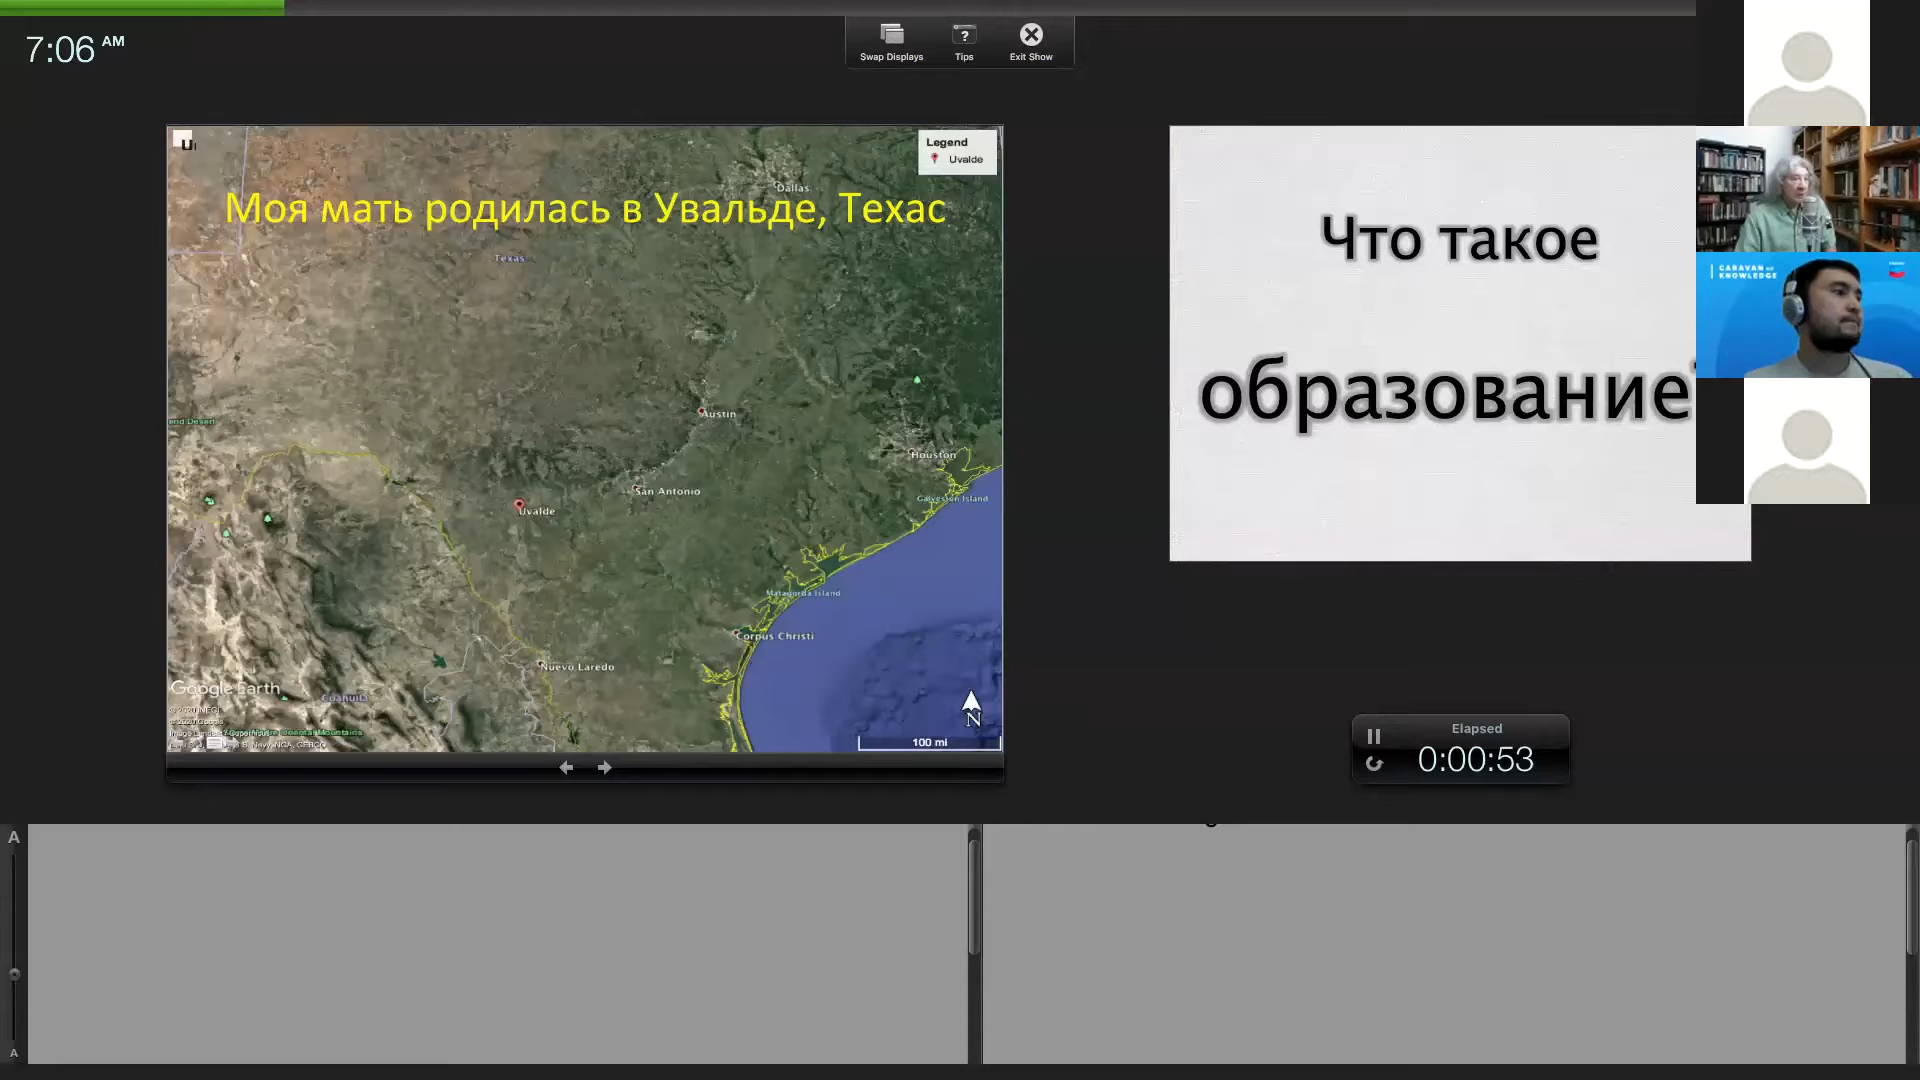 7:06 AM
Swap Displays
Tips
Exit Show
Legend
Uvalde
Dallas
Моя мать родилась в Увальде, Техас
Texas
Austin
Houston
San Antonio
Galveston Island
Uvalde
Matagorda Island
Corpus Christi
Nuevo Laredo
Google Earth
Coahuila
100 mi
N
Что такое
образование
CARAVAN OF
KNOWLEDGE
Elapsed
0:00:53
A
A